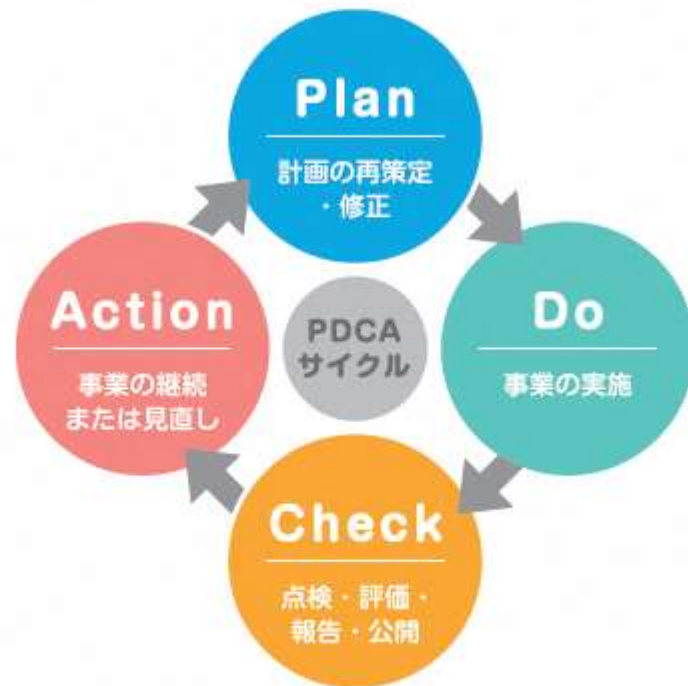 Plan
計画の再策定
・修正
Action
事業の継続
または見直し
PDCA
サイクル
Do
事業の実施
Check
点検・評価・
報告・公開